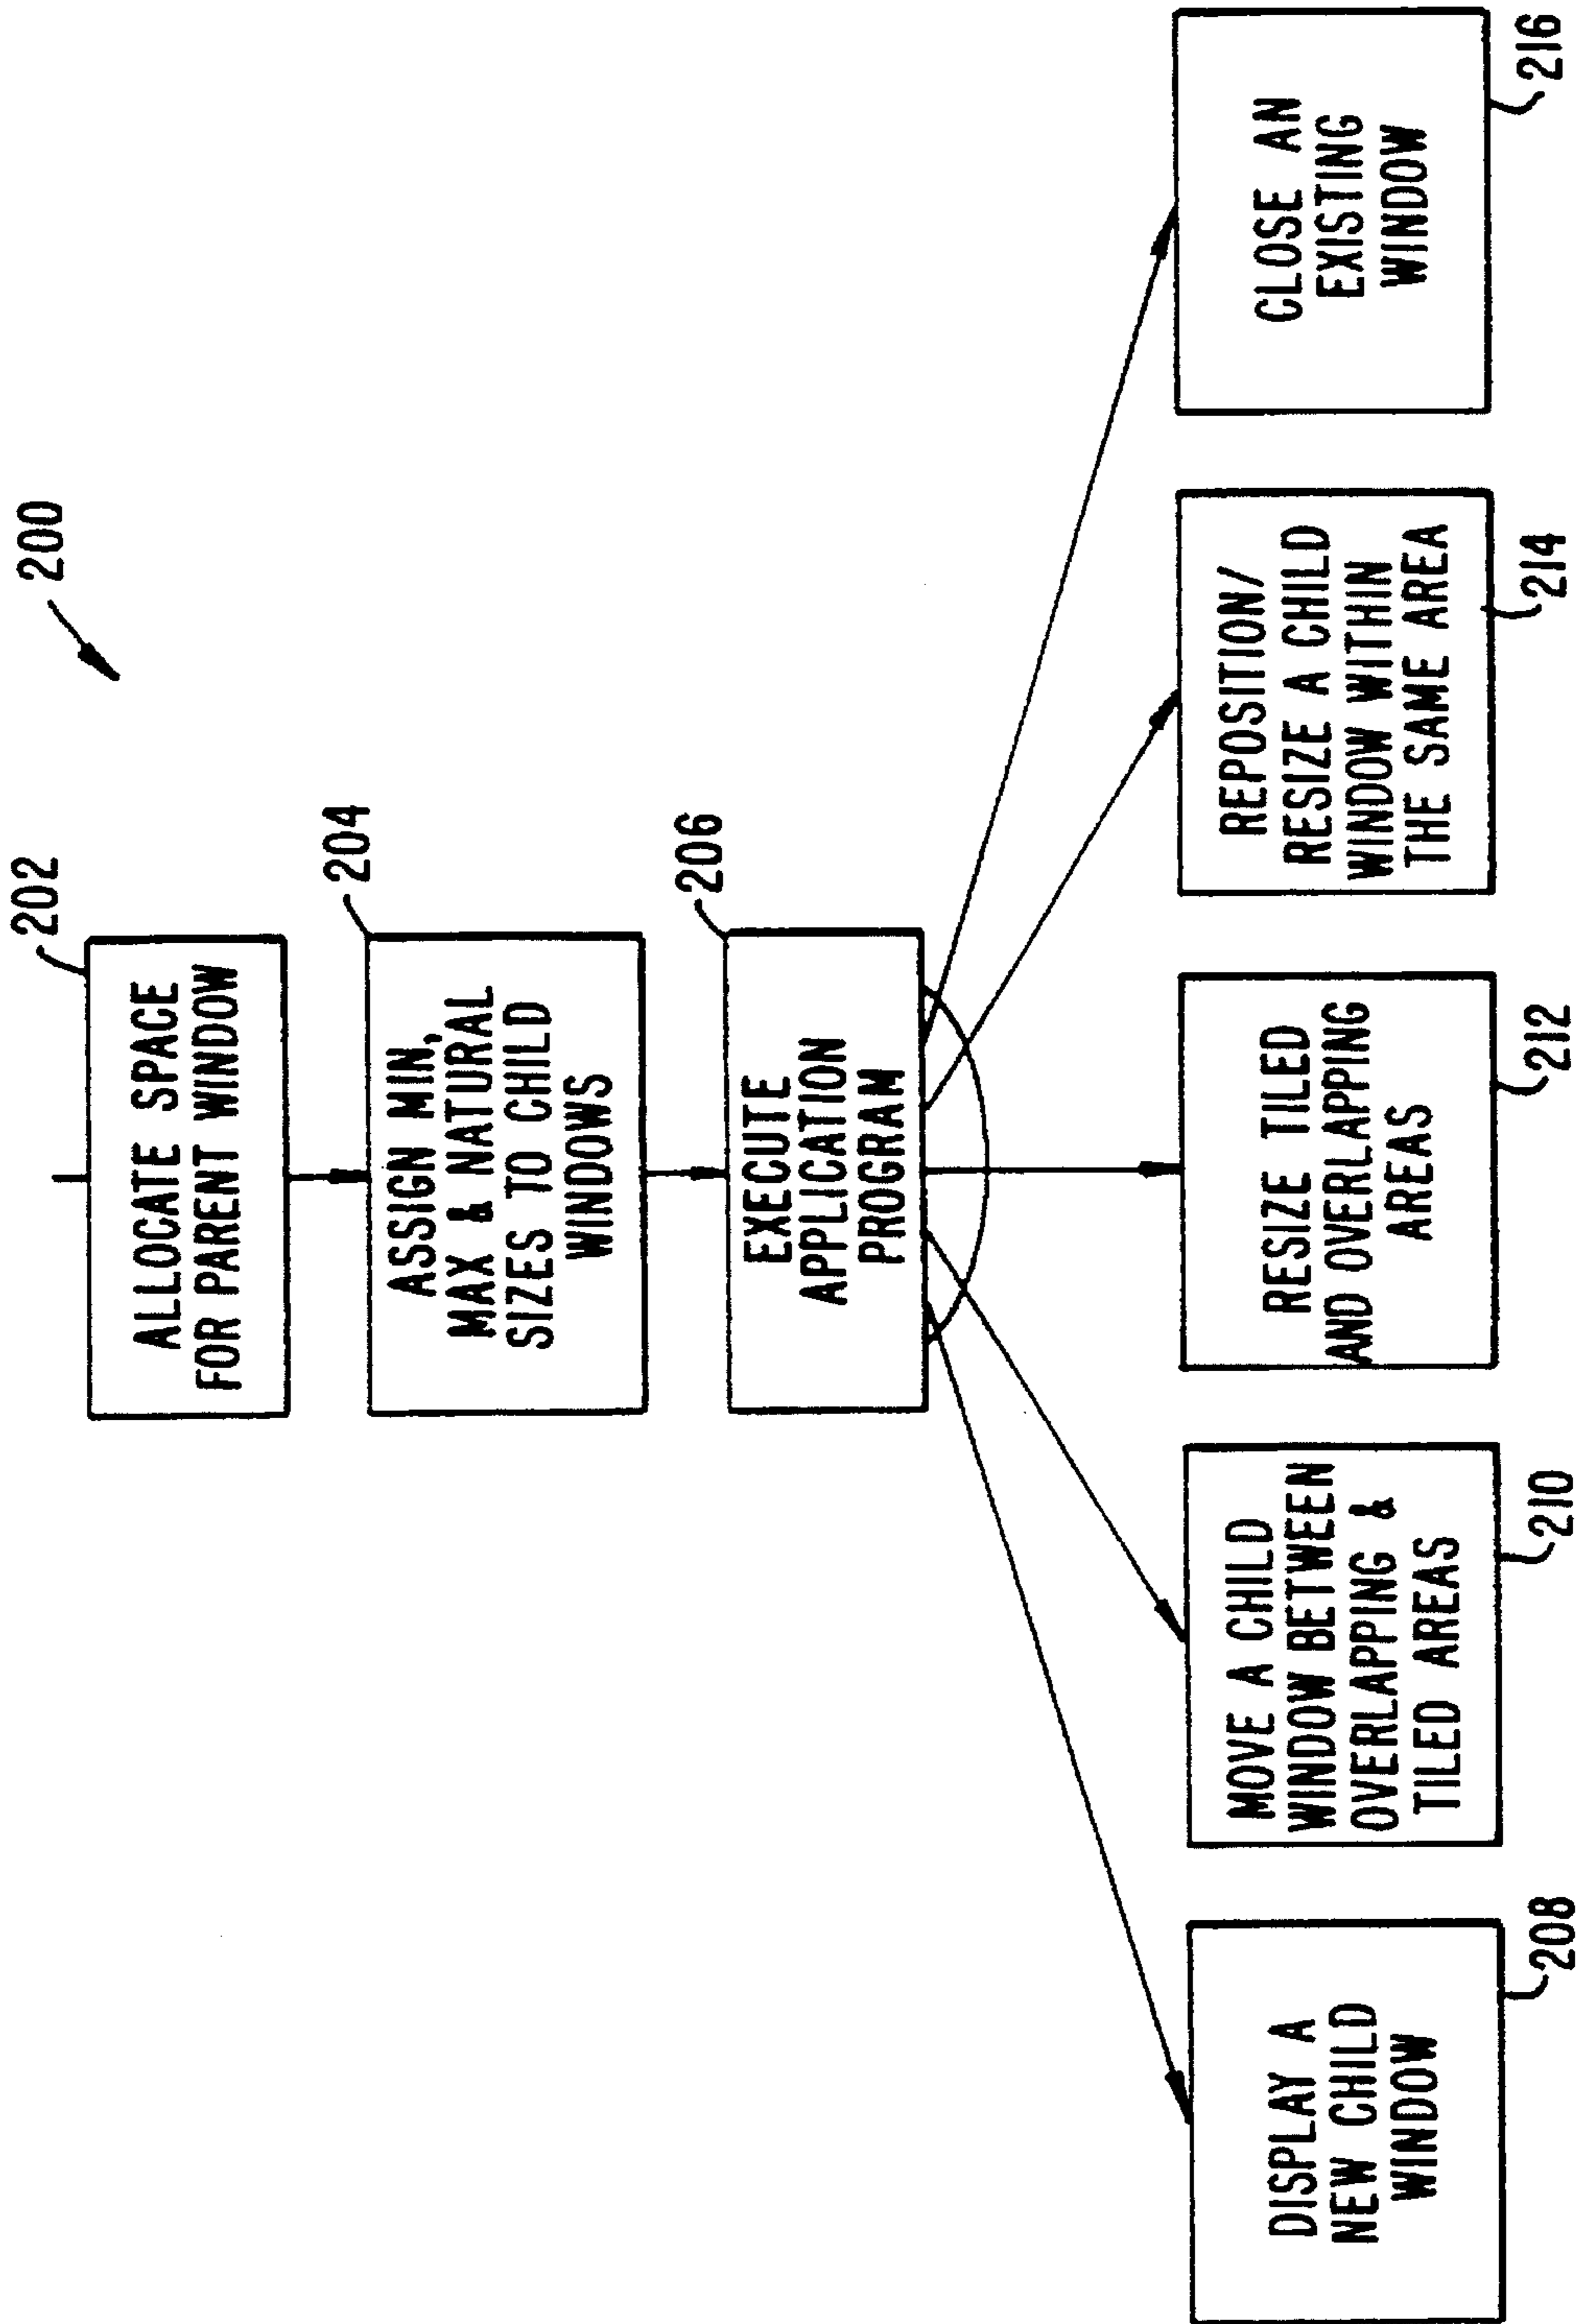 200
202
ALLOCATE SPACE
FOR PARENT WINDOW
204
ASSIGN MIN,
MAX & NATURAL
SIZES TO CHILD
WINDOWS
206
EXECUTE
APPLICATION
PROGRAM
DISPLAY A
NEW CHILD
WINDOW
208
MOVE A CHILD
WINDOW BETWEEN
OVERLAPPING &
TILED AREAS
210
RESIZE TILED
AND OVERLAPPING
AREAS
212
REPOSITION/
RESIZE A CHILD
WINDOW WITHIN
THE SAME AREA
214
CLOSE AN
EXISTING
WINDOW
216